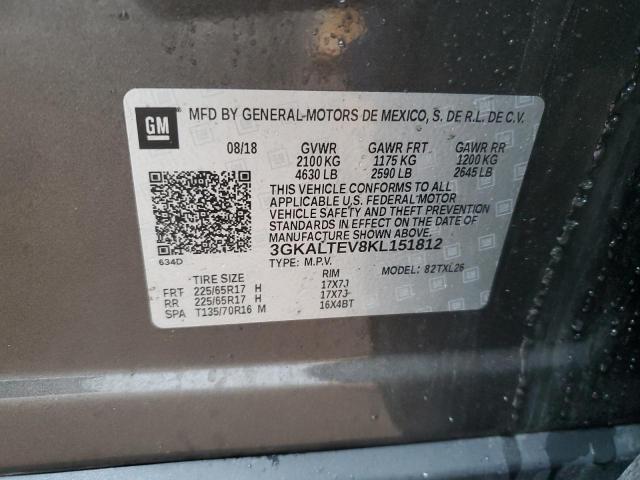 GM
MFD BY GENERAL MOTORS DE MEXICO, S. DE R.L. DE C.V.
08/18 GVWR GAWR FRT GAWR RR
2100 KG 1175 KG 1200 KG
4630 LB 2590 LB 2645 LB
THIS VEHICLE CONFORMS TO ALL
APPLICABLE U.S. FEDERAL MOTOR
VEHICLE SAFETY AND THEFT PREVENTION
STANDARDS IN EFFECT ON THE DATE OF
MANUFACTURE SHOWN ABOVE.
3GKALTEV8KL151812
634D
TYPE: M.P.V. MODEL: 82TXL26
TIRE SIZE RIM
FRT 225/65R17 H 17X7J
RR 225/65R17 H 17X7J
SPA T135/70R16 M 16X4BT